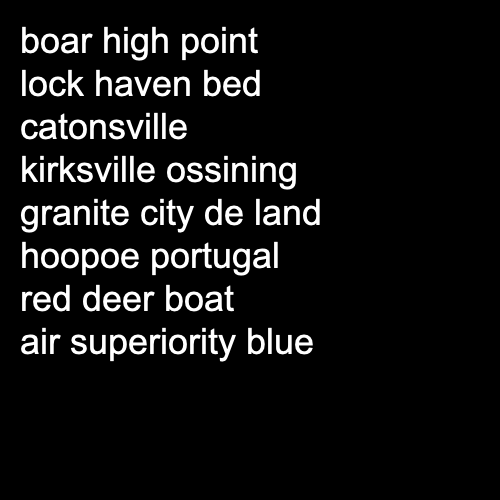 boar high point
lock haven bed
catonsville
kirksville ossining
granite city de land
hoopoe portugal
red deer boat
air superiority blue